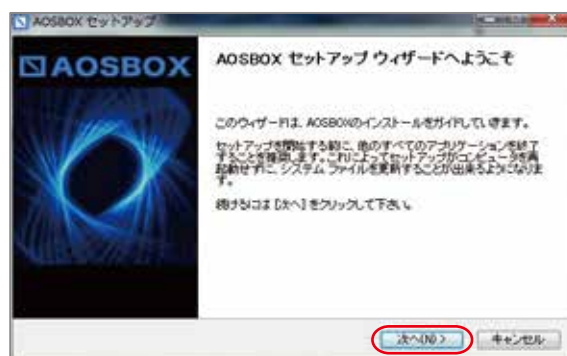 AOSBOX セットアップ
AOSBOX
AOSBOX セットアップ ウィザードへようこそ
このウィザードは、AOSBOXのインストールをガイドしていきます。
セットアップを開始する前に、他のすべてのアプリケーションを終了
することを推奨します。これによってセットアップがコンピュータを再
起動せずに、システム ファイルを更新することが出来るようになりま
す。
続けるには [次へ] をクリックして下さい。
次へ(N) >
キャンセル